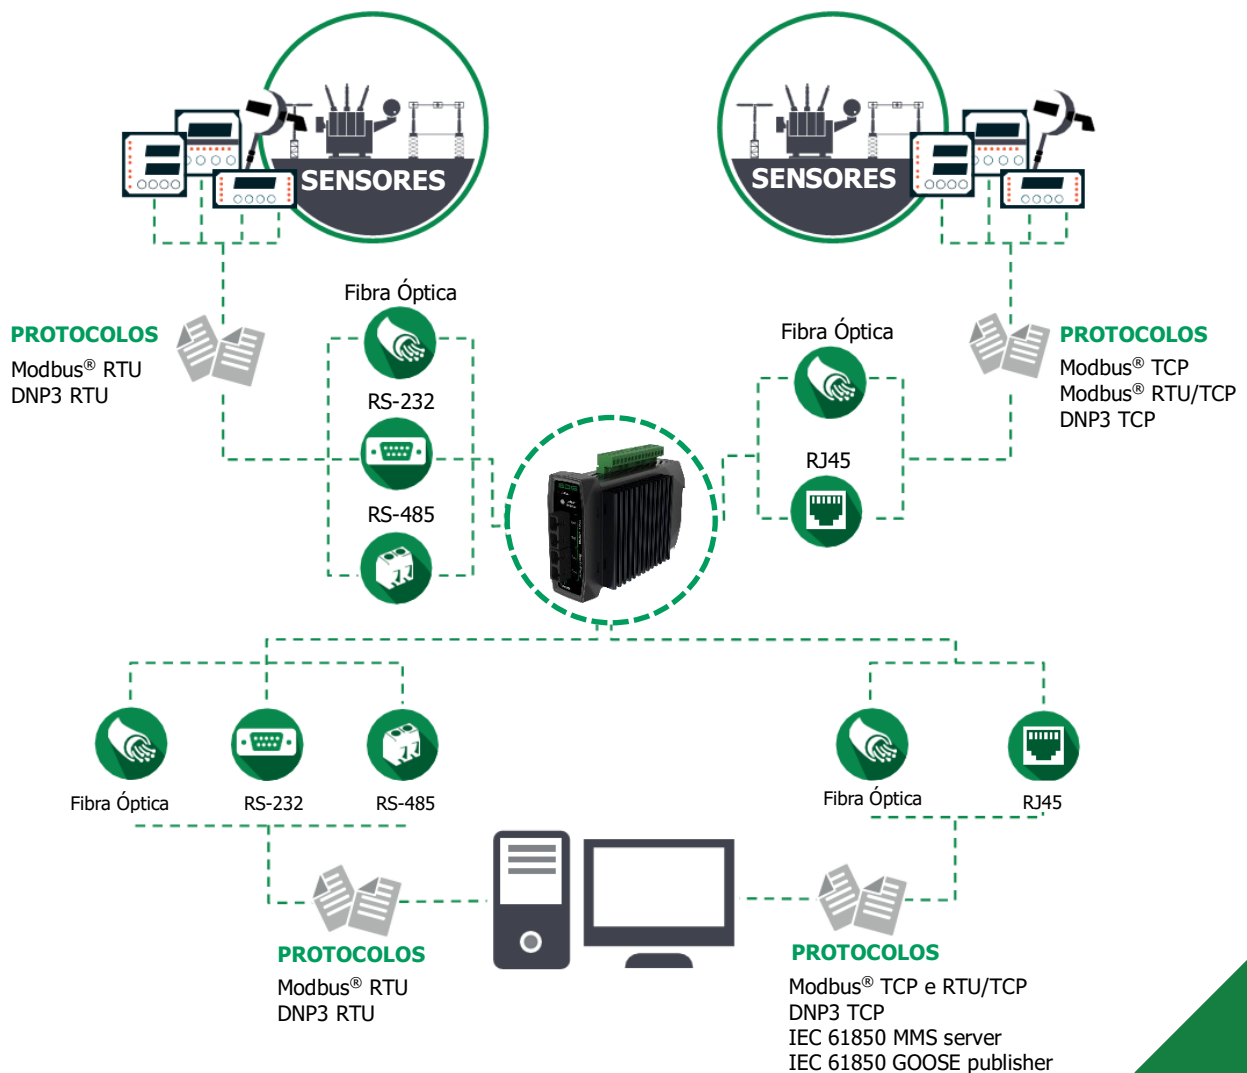 SENSORES
SENSORES
Fibra Óptica
PROTOCOLOS
Modbus® RTU
DNP3 RTU
RS-232
RS-485
Fibra Óptica
RJ45
PROTOCOLOS
Modbus® TCP
Modbus® RTU/TCP
DNP3 TCP
Fibra Óptica
RS-232
RS-485
Fibra Óptica
RJ45
PROTOCOLOS
Modbus® RTU
DNP3 RTU
PROTOCOLOS
Modbus® TCP e RTU/TCP
DNP3 TCP
IEC 61850 MMS server
IEC 61850 GOOSE publisher